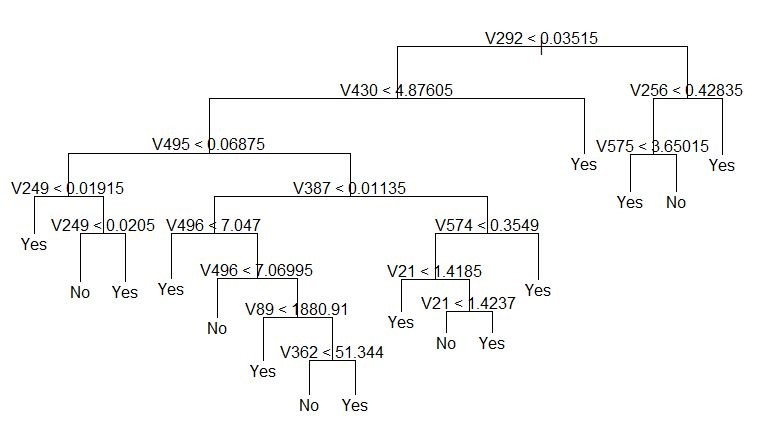 V292 < 0.03515
V430 < 4.87605
V256 < 0.42835
V495 < 0.06875
V575 < 3.65015
Yes
Yes
V249 < 0.01915
V387 < 0.01135
Yes
No
V249 < 0.0205
V496 < 7.047
V574 < 0.3549
Yes
V496 < 7.06995
V21 < 1.4185
No
Yes
Yes
Yes
V89 < 1880.91
V21 < 1.4237
No
Yes
No
Yes
V362 < 51.344
Yes
No
Yes